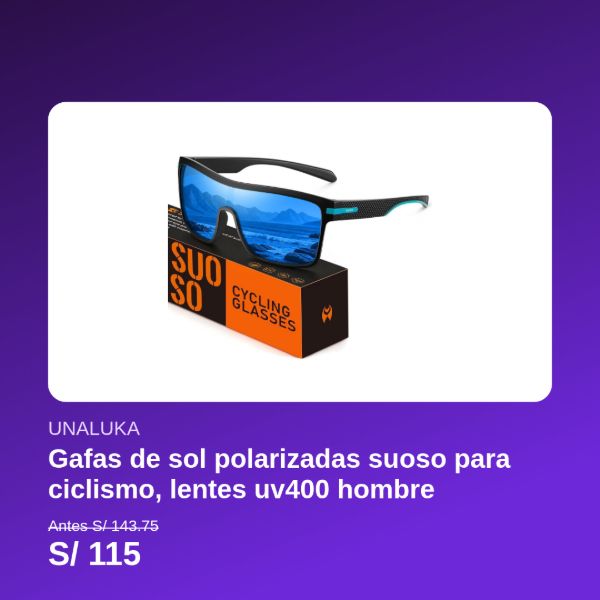 SUO
SO
CYCLING
GLASSES
UNALUKA
Gafas de sol polarizadas suoso para
ciclismo, lentes uv400 hombre
Antes S/ 143.75
S/ 115